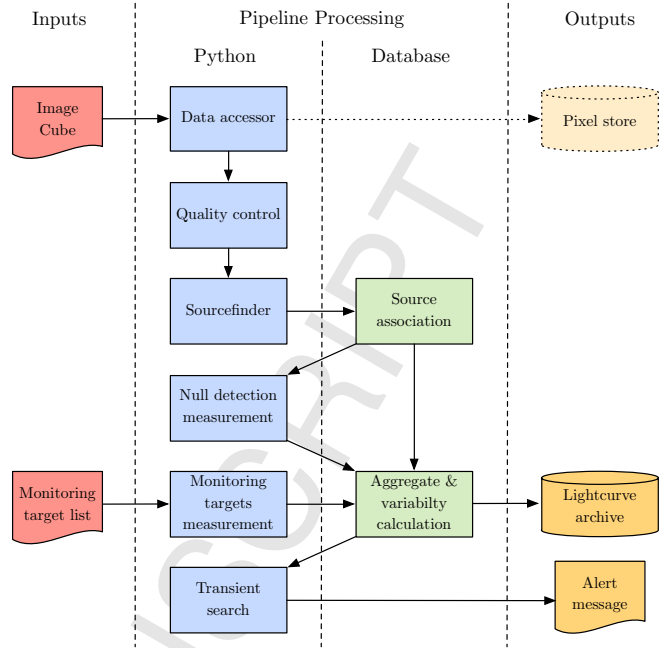 Inputs
Pipeline Processing
Outputs
Python
Database
Image
Cube
Data accessor
Pixel store
Quality control
Sourcefinder
Source
association
Null detection
measurement
Monitoring
target list
Monitoring
targets
measurement
Aggregate &
variabilty
calculation
Lightcurve
archive
Transient
search
Alert
message